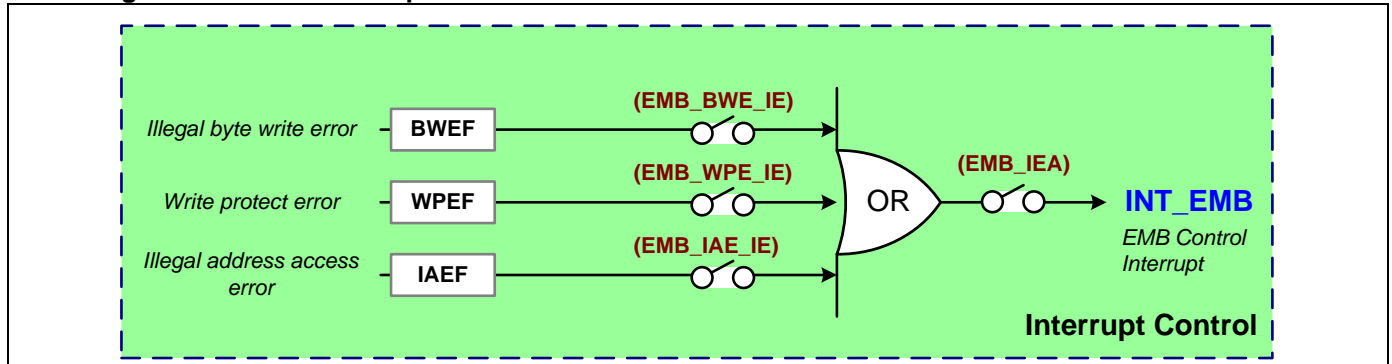 (EMB_BWE_IE)
Illegal byte write error
BWEF
(EMB_WPE_IE)
(EMB_IEA)
Write protect error
WPEF
OR
INT_EMB
EMB Control
Interrupt
(EMB_IAE_IE)
Illegal address access
error
IAEF
Interrupt Control